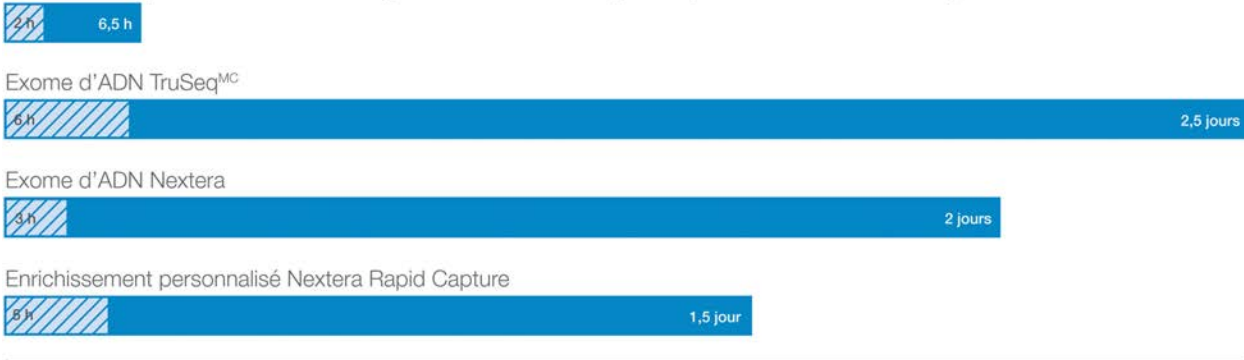 2 h 6,5 h
Exome d'ADN TruSeqMC
6 h 2,5 jours
Exome d'ADN Nextera
3 h 2 jours
Enrichissement personnalisé Nextera Rapid Capture
5 h 1,5 jour